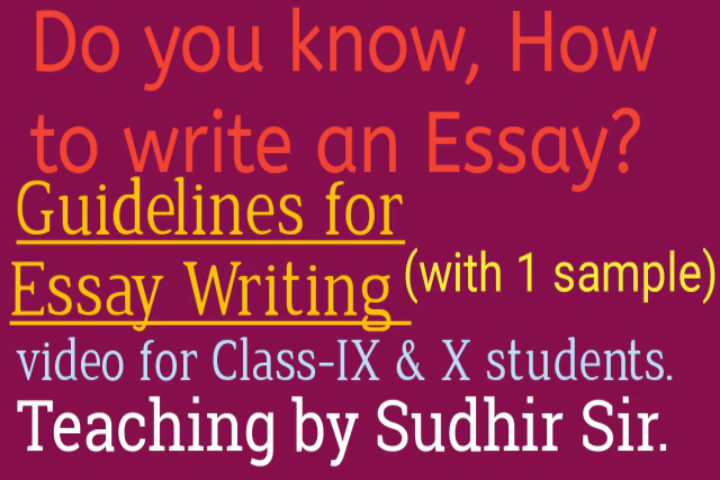 Do you know, How
to write an Essay?
Guidelines for
Essay Writing (with 1 sample)
video for Class-IX & X students.
Teaching by Sudhir Sir.